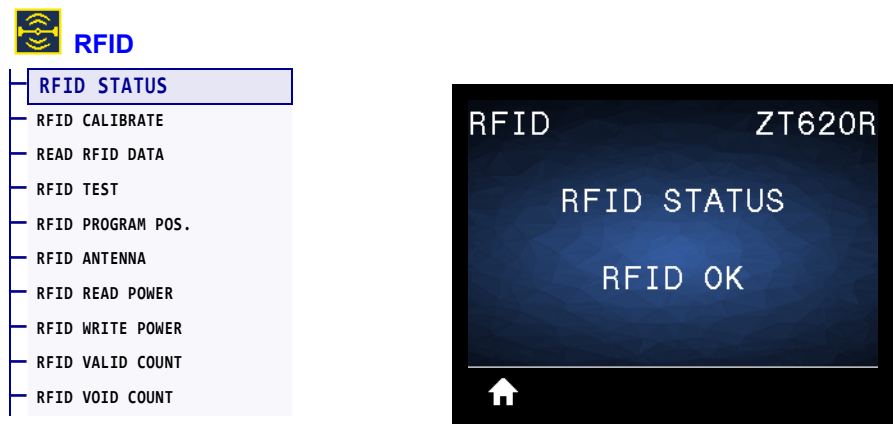 RFID
RFID STATUS
RFID CALIBRATE
READ RFID DATA
RFID TEST
RFID PROGRAM POS.
RFID ANTENNA
RFID READ POWER
RFID WRITE POWER
RFID VALID COUNT
RFID VOID COUNT
RFID ZT620R
RFID STATUS
RFID OK